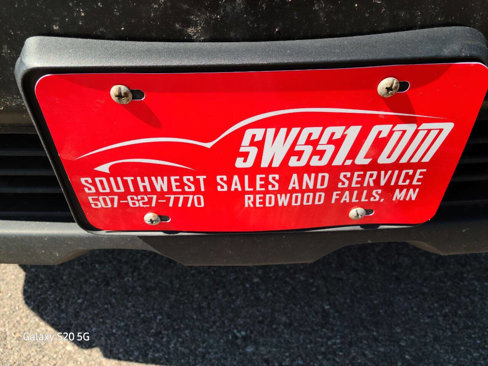 SWSS1.COM
SOUTHWEST SALES AND SERVICE
507-627-7770 REDWOOD FALLS, MN
Galaxy S20 5G